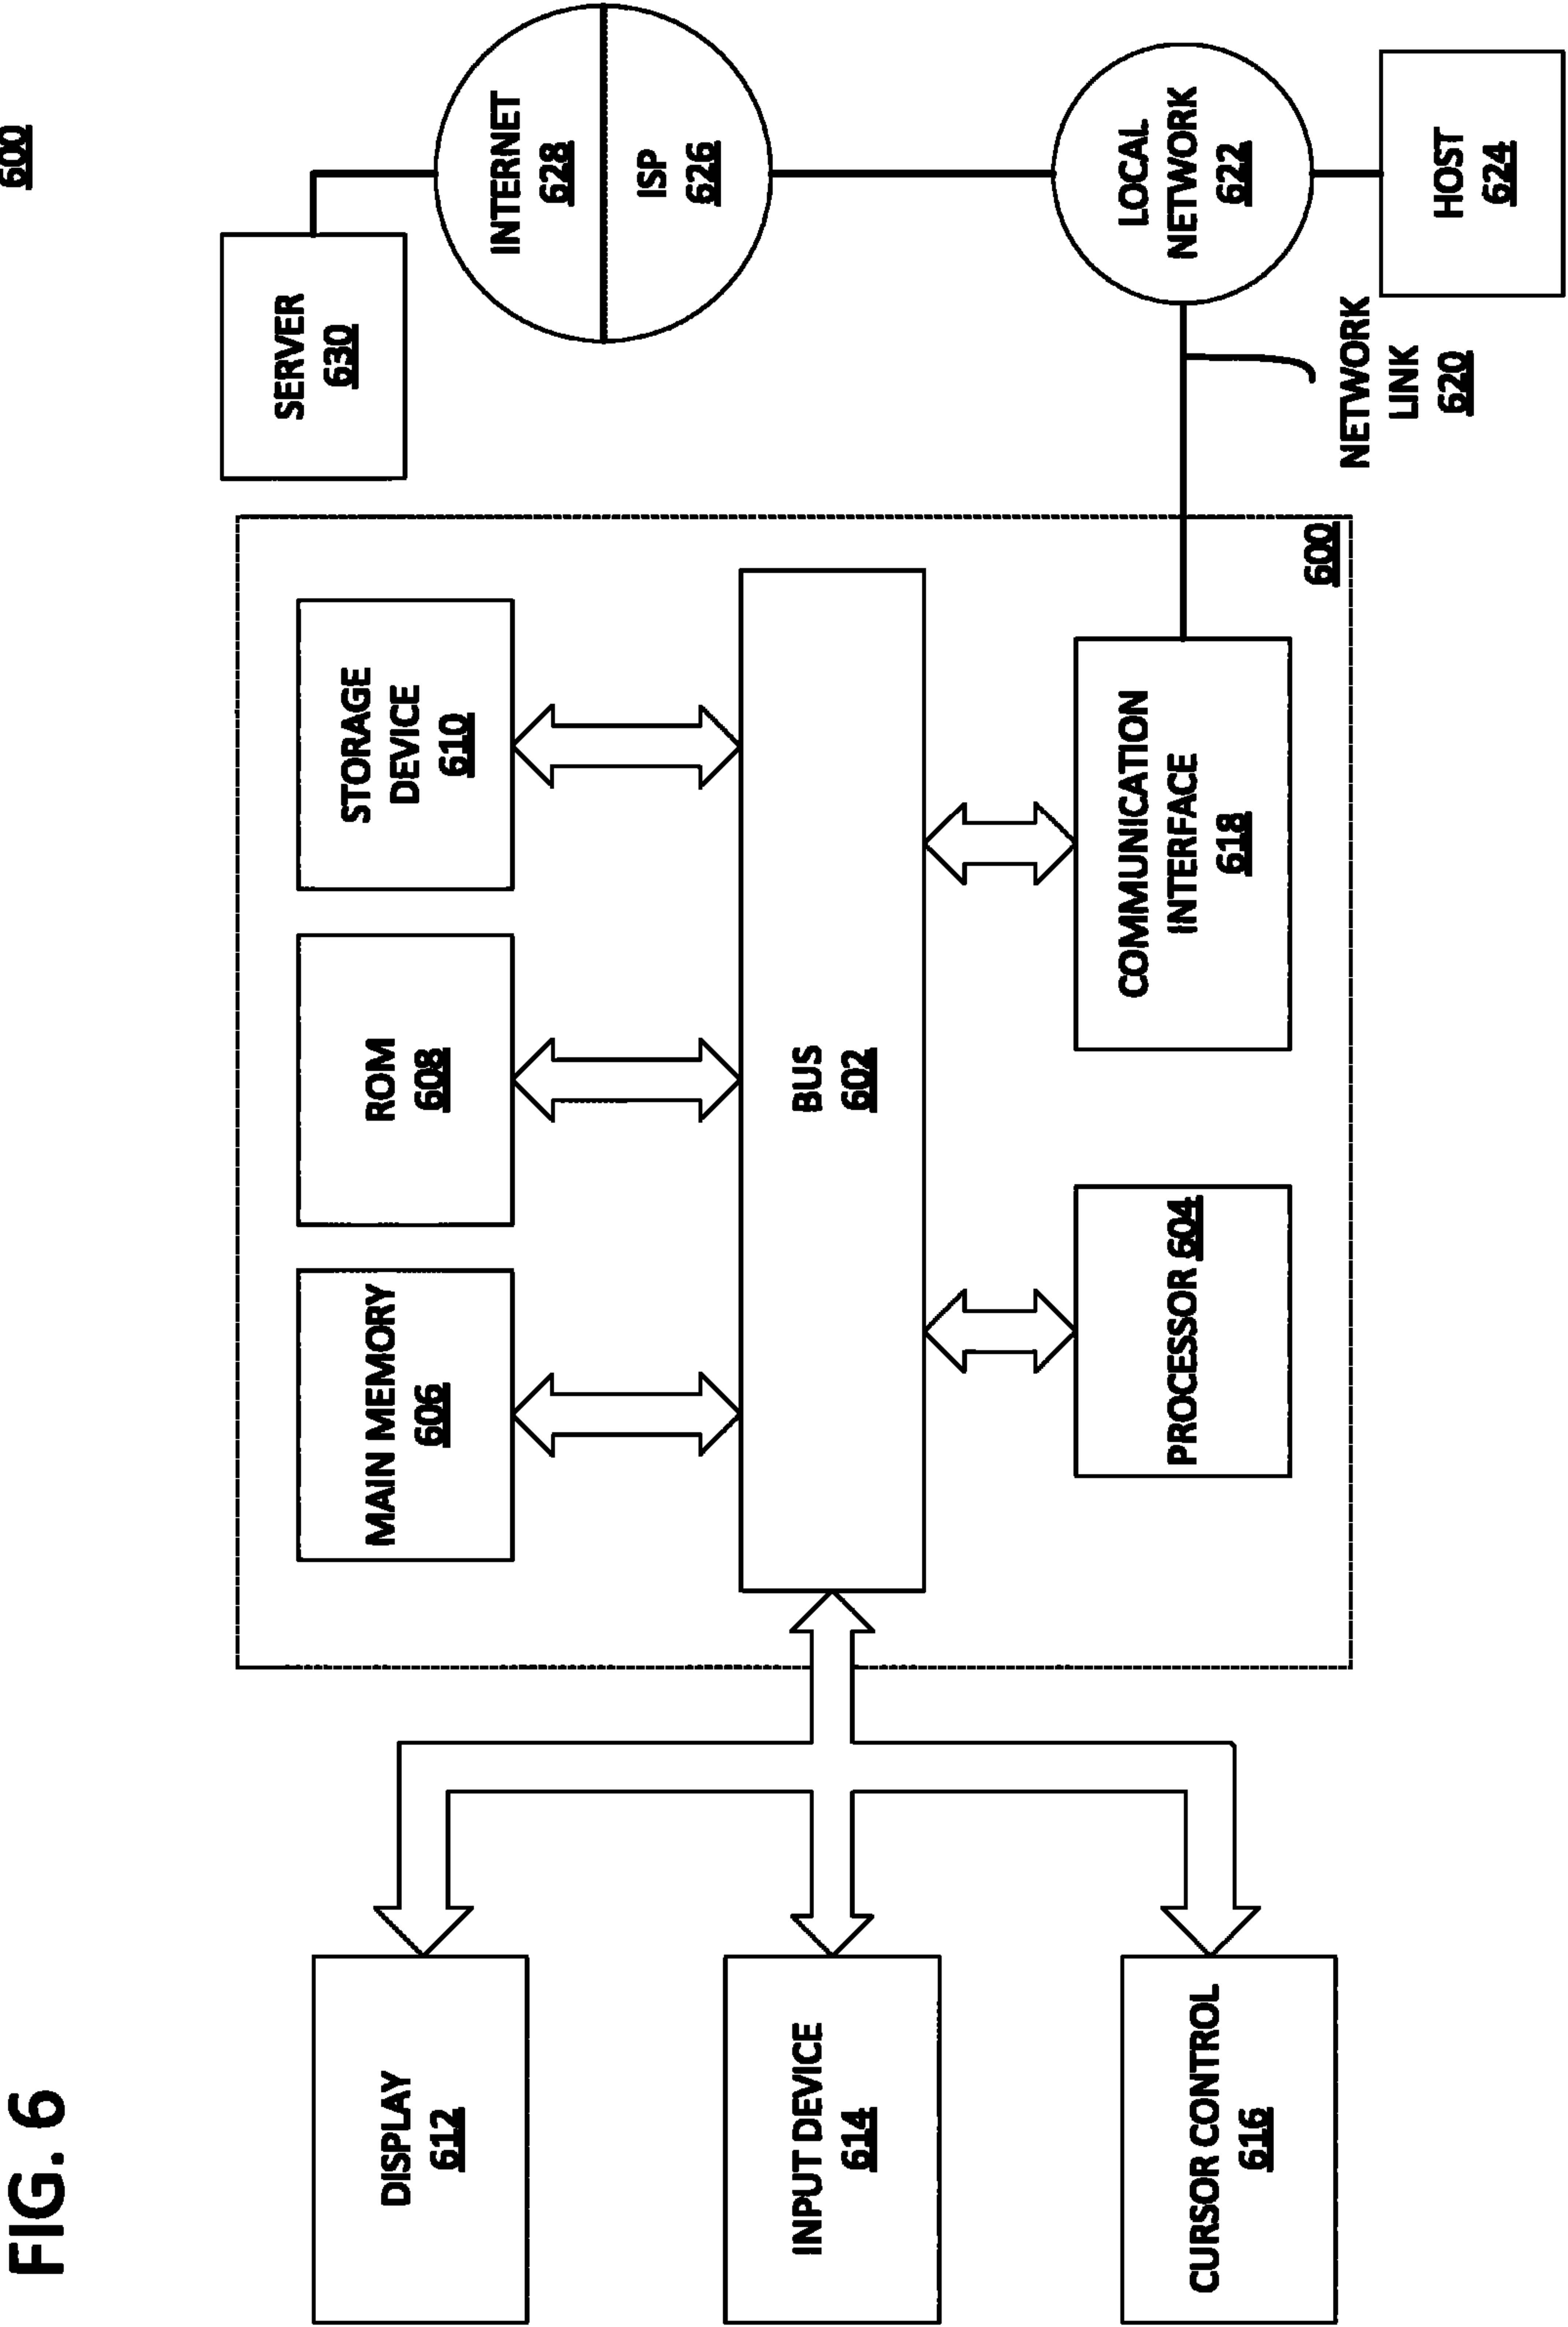 FIG. 6
600
DISPLAY
612
INPUT DEVICE
614
CURSOR CONTROL
616
MAIN MEMORY
606
ROM
608
STORAGE
DEVICE
610
BUS
602
PROCESSOR 604
COMMUNICATION
INTERFACE
618
600
SERVER
630
INTERNET
628
ISP
626
LOCAL
NETWORK
622
NETWORK
LINK
620
HOST
624